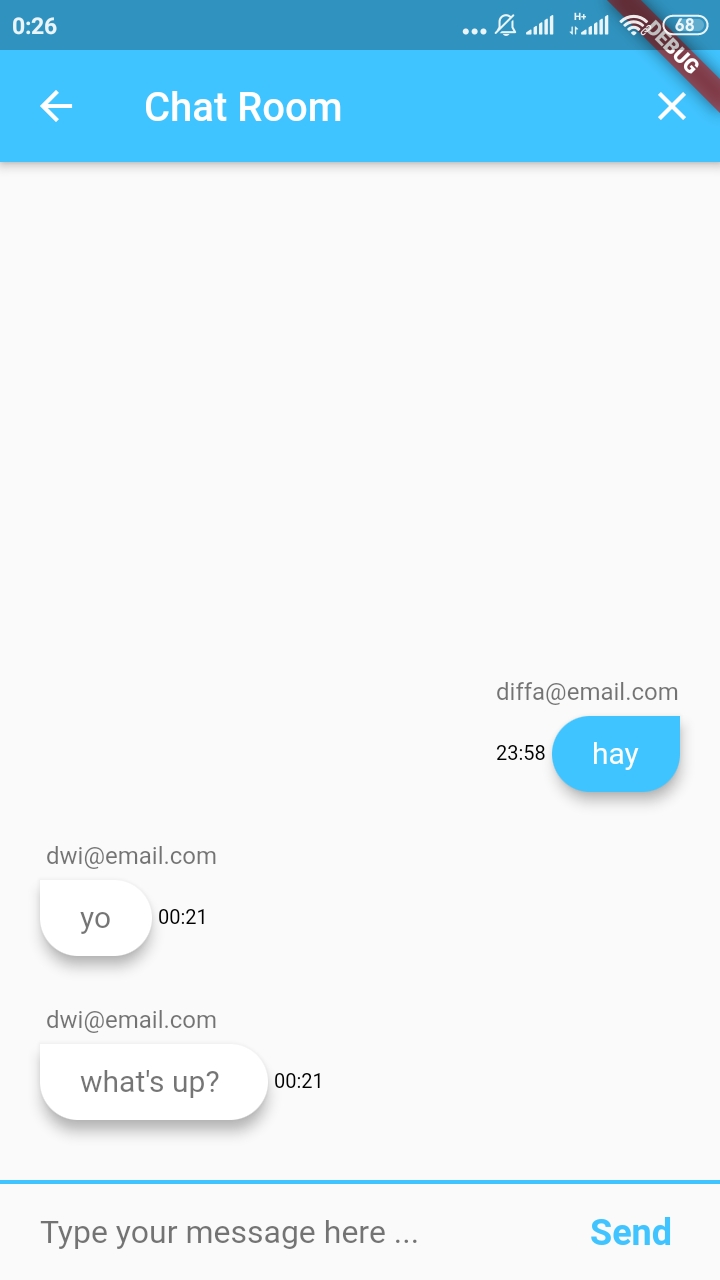 0:26
H+
68
DEBUG
Chat Room
diffa@email.com
23:58 hay
dwi@email.com
yo 00:21
dwi@email.com
what's up? 00:21
Type your message here ... Send